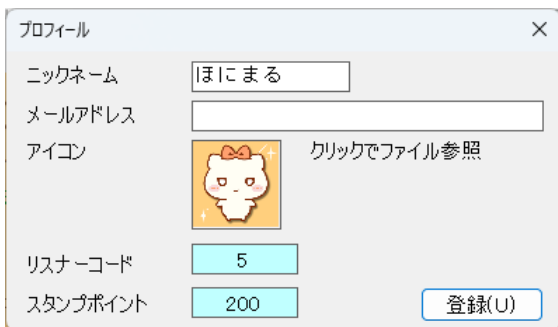 プロフィール
ニックネーム ほにまる
メールアドレス
アイコン クリックでファイル参照
リスナーコード 5
スタンプポイント 200 登録(U)